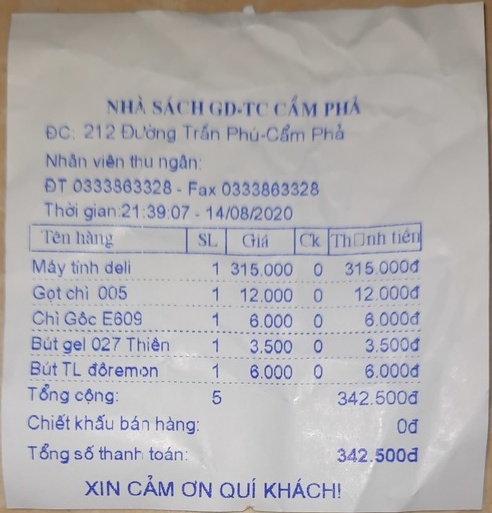 NHÀ SÁCH GD-TC CẨM PHẢ
ĐC: 212 Đường Trần Phú-Cẩm Phả
Nhân viên thu ngân:
ĐT 0333863328 - Fax 0333863328
Thời gian:21:39:07 - 14/08/2020
Tên hàng SL Giá Ck Th□nh tiền
Máy tính deli 1 315.000 0 315.000đ
Gọt chì 005 1 12.000 0 12.000đ
Chì Gôc E609 1 6.000 0 6.000đ
Bút gel 027 Thiên 1 3.500 0 3.500đ
Bút TL đôremon 1 6.000 0 6.000đ
Tổng cộng: 5 342.500đ
Chiết khấu bán hàng: 0đ
Tổng số thanh toán: 342.500đ
XIN CẢM ƠN QUÍ KHÁCH!